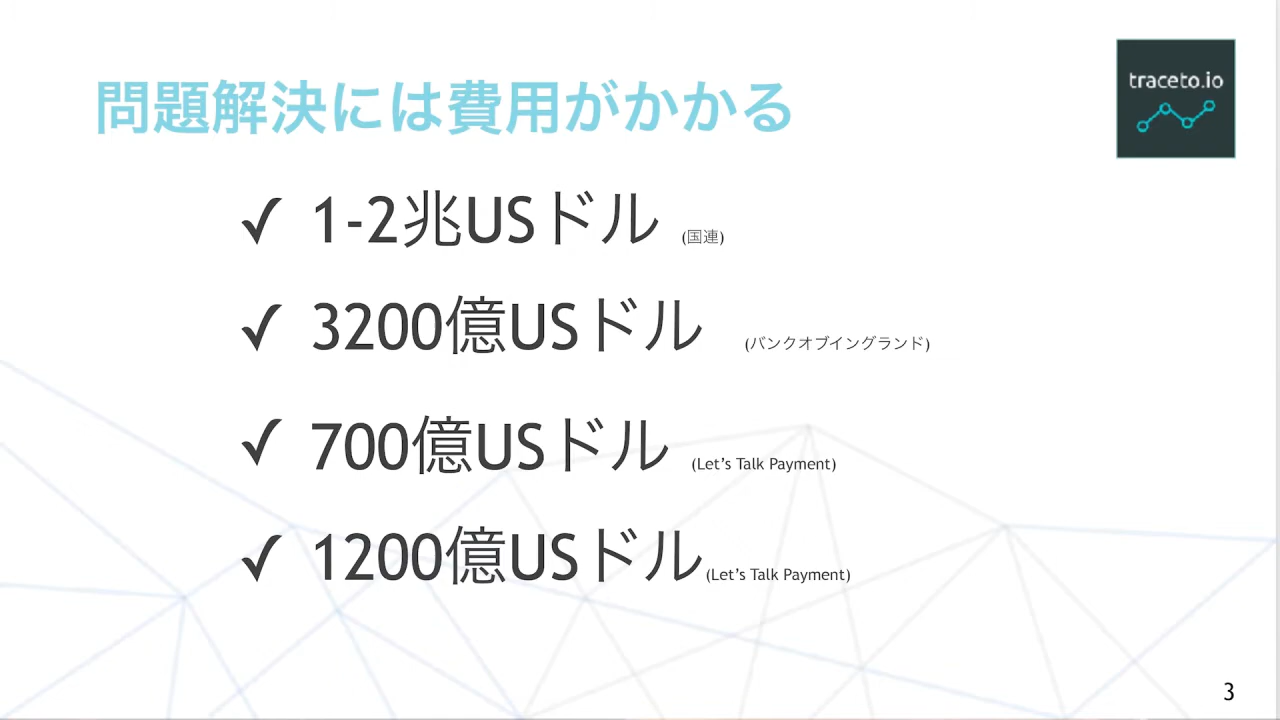 問題解決には費用がかかる
traceto.io
✓ 1-2兆USドル (国連)
✓ 3200億USドル (バンクオブイングランド)
✓ 700億USドル (Let’s Talk Payment)
✓ 1200億USドル (Let’s Talk Payment)
3